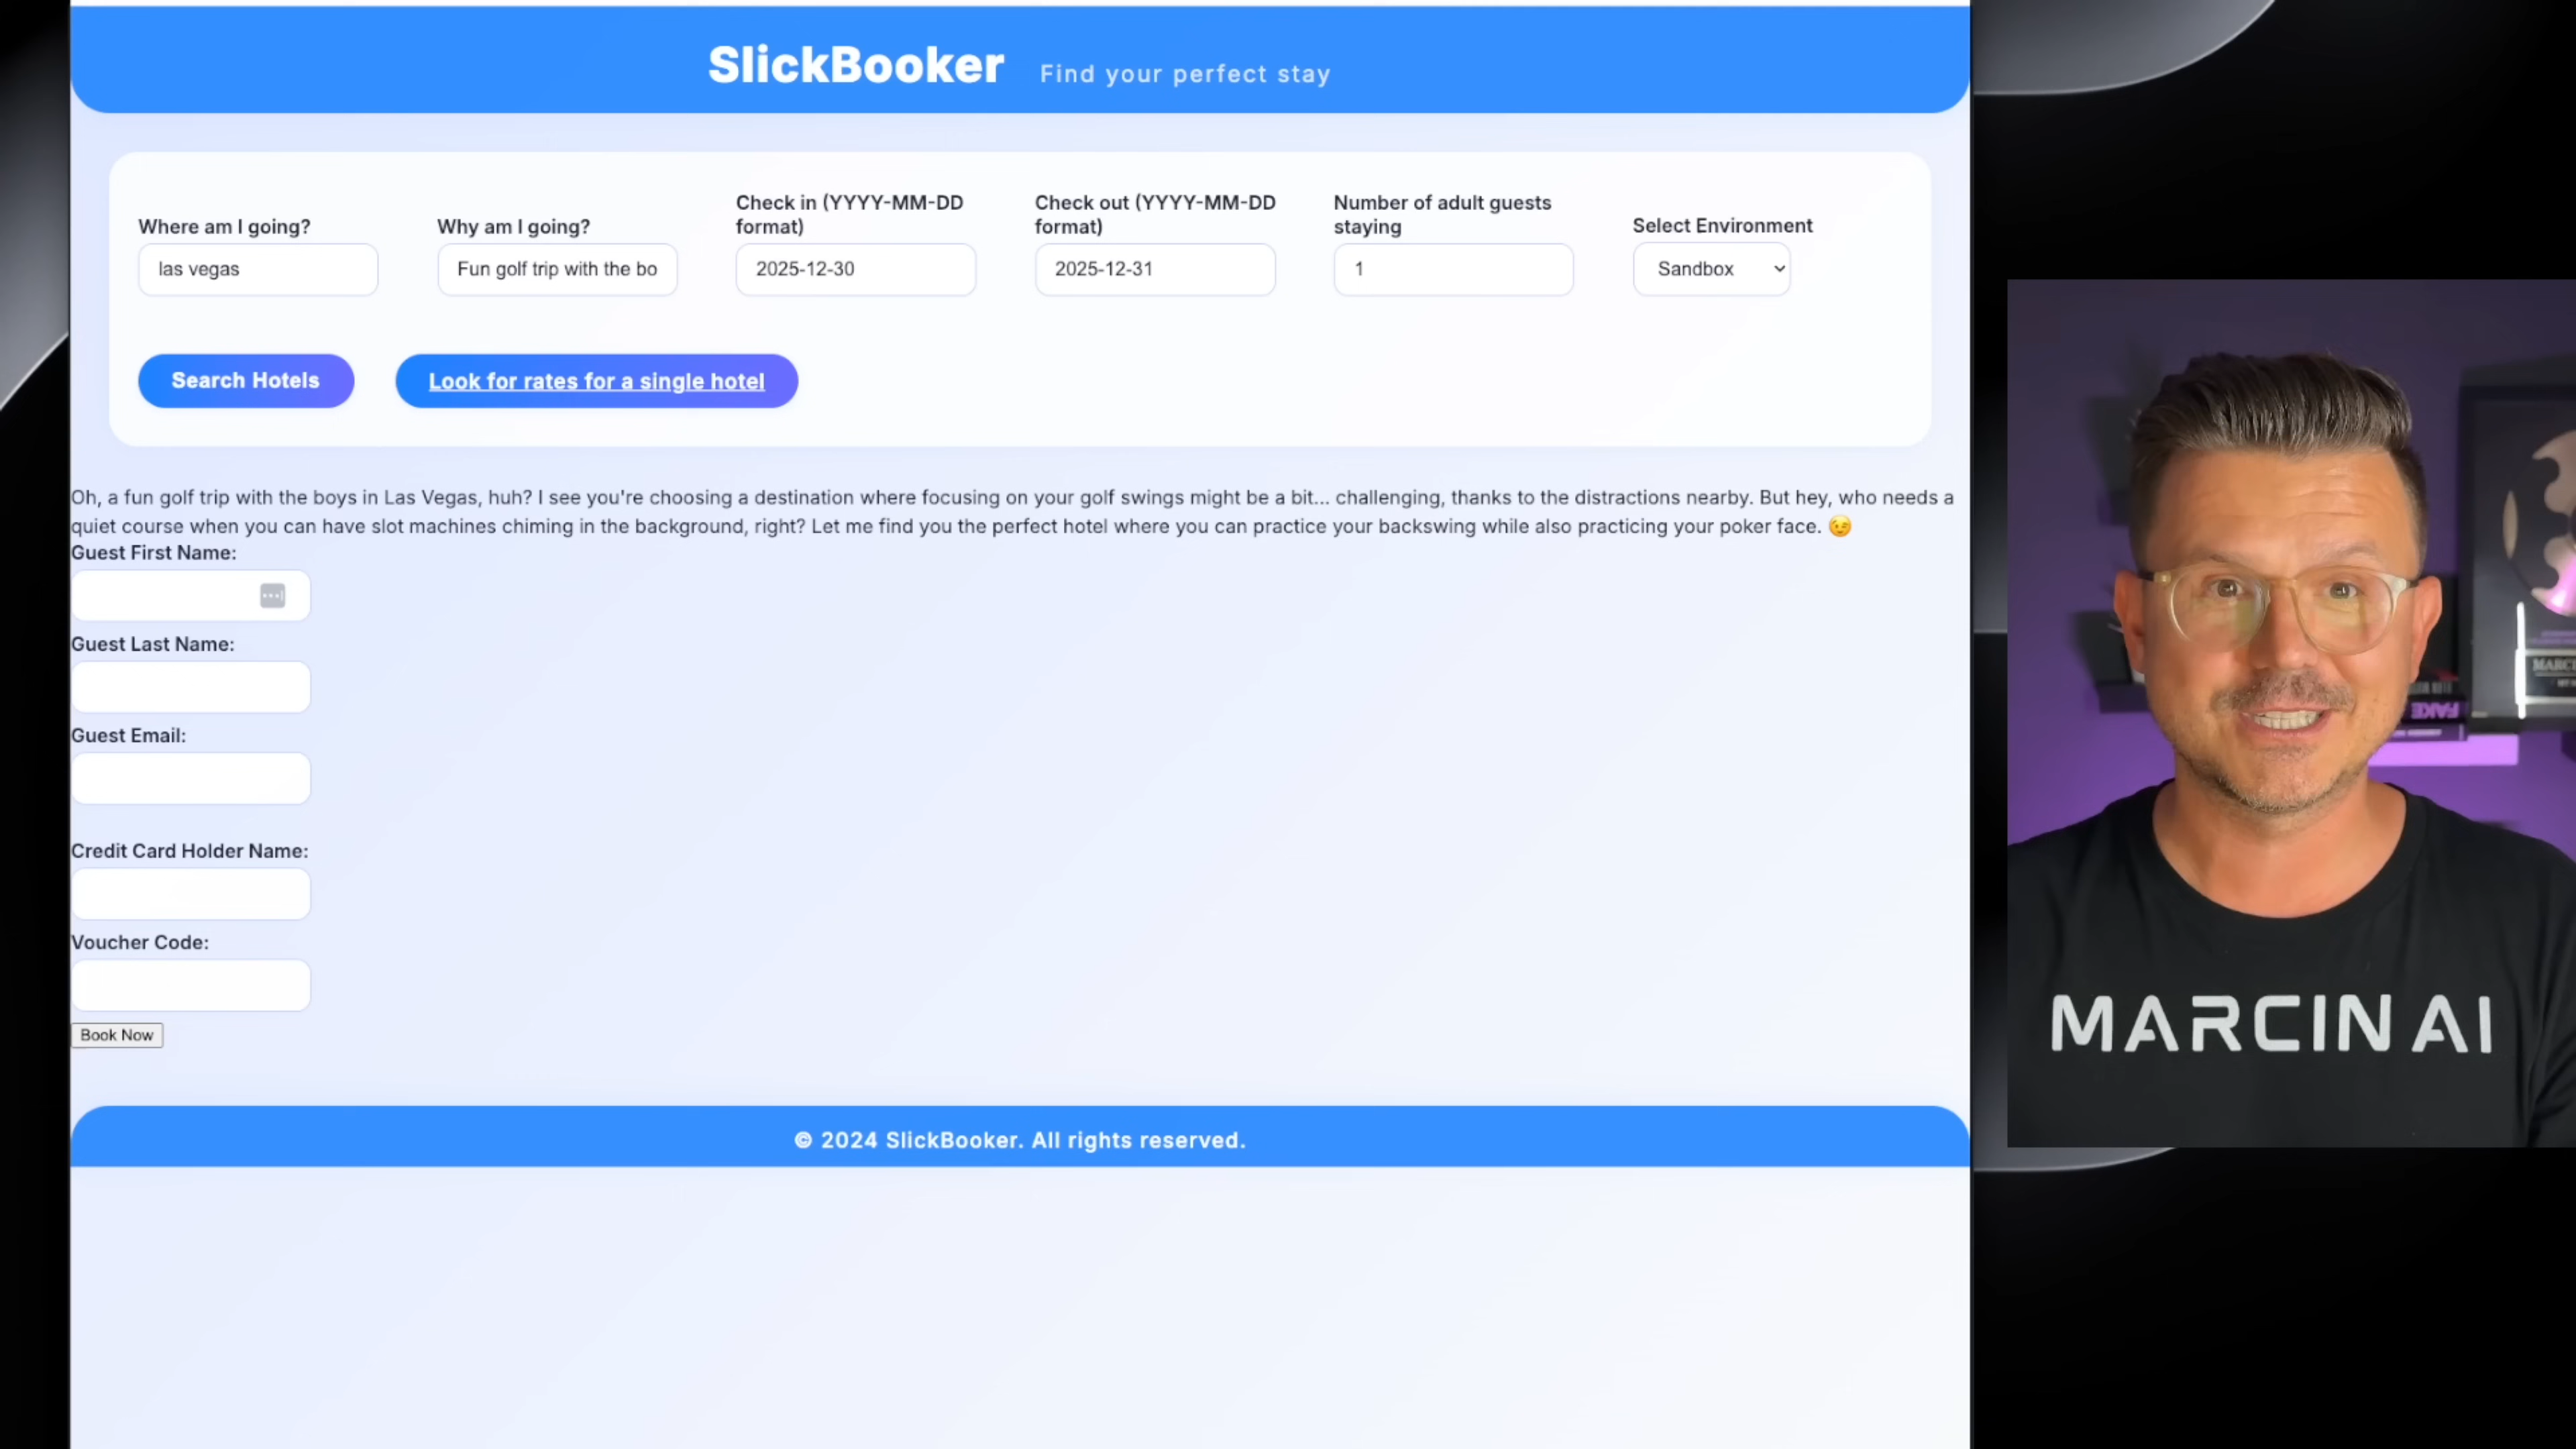 SlickBooker Find your perfect stay
Where am I going?
las vegas
Why am I going?
Fun golf trip with the bo
Check in (YYYY-MM-DD
format)
2025-12-30
Check out (YYYY-MM-DD
format)
2025-12-31
Number of adult guests
staying
1
Select Environment
Sandbox
Search Hotels
Look for rates for a single hotel
Oh, a fun golf trip with the boys in Las Vegas, huh? I see you're choosing a destination where focusing on your golf swings might be a bit... challenging, thanks to the distractions nearby. But hey, who needs a
quiet course when you can have slot machines chiming in the background, right? Let me find you the perfect hotel where you can practice your backswing while also practicing your poker face. 😉
Guest First Name:
Guest Last Name:
Guest Email:
Credit Card Holder Name:
Voucher Code:
Book Now
© 2024 SlickBooker. All rights reserved.
MARCIN AI
FAKE